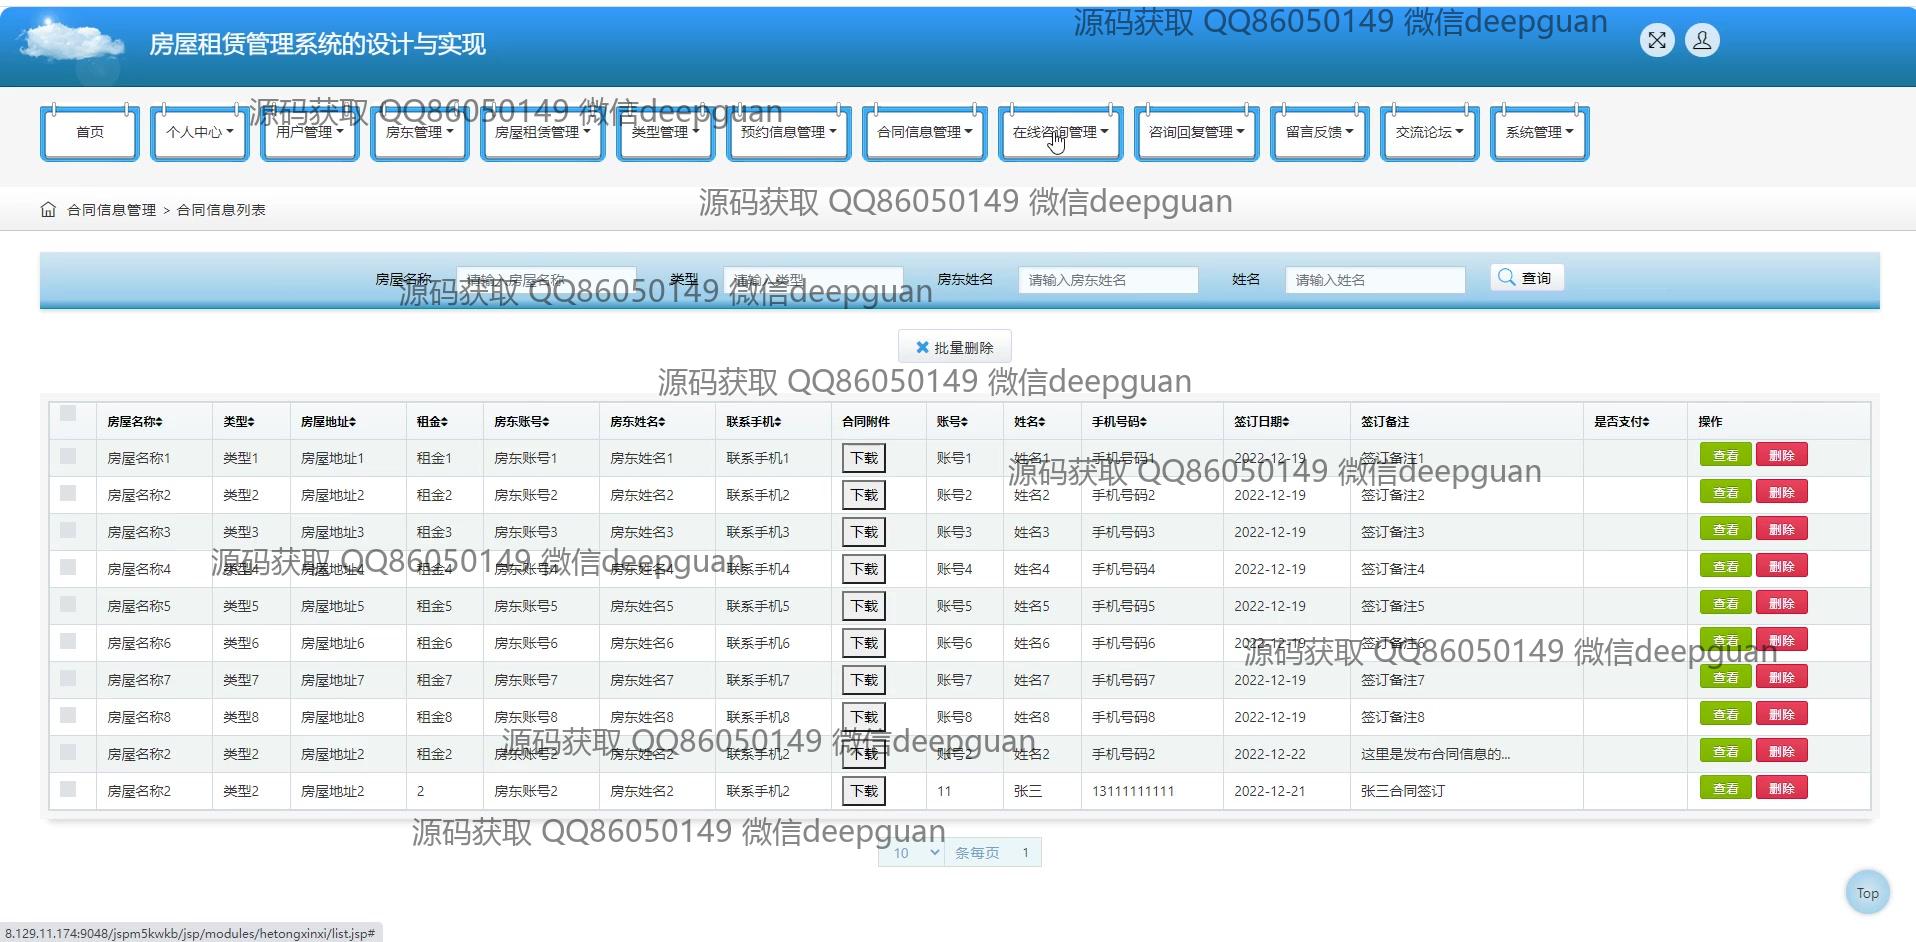 源码获取 QQ86050149 微信deepguan
房屋租赁管理系统的设计与实现
源码获取 QQ86050149 微信deepguan
首页 个人中心 用户管理 房东管理 房屋租赁管理 类型管理 预约信息管理 合同信息管理 在线咨询管理 咨询回复管理 留言反馈 交流论坛 系统管理
源码获取 QQ86050149 微信deepguan
合同信息管理 > 合同信息列表
房屋名称 请输入房屋名称 类型 请输入类型 房东姓名 请输入房东姓名 姓名 请输入姓名 查询
源码获取 QQ86050149 微信deepguan
批量删除
源码获取 QQ86050149 微信deepguan
房屋名称 类型 房屋地址 租金 房东账号 房东姓名 联系手机 合同附件 账号 姓名 手机号码 签订日期 签订备注 是否支付 操作
房屋名称1 类型1 房屋地址1 租金1 房东账号1 房东姓名1 联系手机1 下载 账号1 姓名1 手机号码1 2022-12-19 签订备注1 查看 删除
源码获取 QQ86050149 微信deepguan
房屋名称2 类型2 房屋地址2 租金2 房东账号2 房东姓名2 联系手机2 下载 账号2 姓名2 手机号码2 2022-12-19 签订备注2 查看 删除
房屋名称3 类型3 房屋地址3 租金3 房东账号3 房东姓名3 联系手机3 下载 账号3 姓名3 手机号码3 2022-12-19 签订备注3 查看 删除
源码获取 QQ86050149 微信deepguan
房屋名称4 类型4 房屋地址4 租金4 房东账号4 房东姓名4 联系手机4 下载 账号4 姓名4 手机号码4 2022-12-19 签订备注4 查看 删除
房屋名称5 类型5 房屋地址5 租金5 房东账号5 房东姓名5 联系手机5 下载 账号5 姓名5 手机号码5 2022-12-19 签订备注5 查看 删除
房屋名称6 类型6 房屋地址6 租金6 房东账号6 房东姓名6 联系手机6 下载 账号6 姓名6 手机号码6 2022-12-19 签订备注6 查看 删除
源码获取 QQ86050149 微信deepguan
房屋名称7 类型7 房屋地址7 租金7 房东账号7 房东姓名7 联系手机7 下载 账号7 姓名7 手机号码7 2022-12-19 签订备注7 查看 删除
房屋名称8 类型8 房屋地址8 租金8 房东账号8 房东姓名8 联系手机8 下载 账号8 姓名8 手机号码8 2022-12-19 签订备注8 查看 删除
源码获取 QQ86050149 微信deepguan
房屋名称2 类型2 房屋地址2 租金2 房东账号2 房东姓名2 联系手机2 下载 账号2 姓名2 手机号码2 2022-12-22 这里是发布合同信息的... 查看 删除
房屋名称2 类型2 房屋地址2 2 房东账号2 房东姓名2 联系手机2 下载 11 张三 13111111111 2022-12-21 张三合同签订 查看 删除
源码获取 QQ86050149 微信deepguan
10 条每页 1
Top
8.129.11.174:9048/jspm5kwkb/jsp/modules/hetongxinxi/list.jsp#